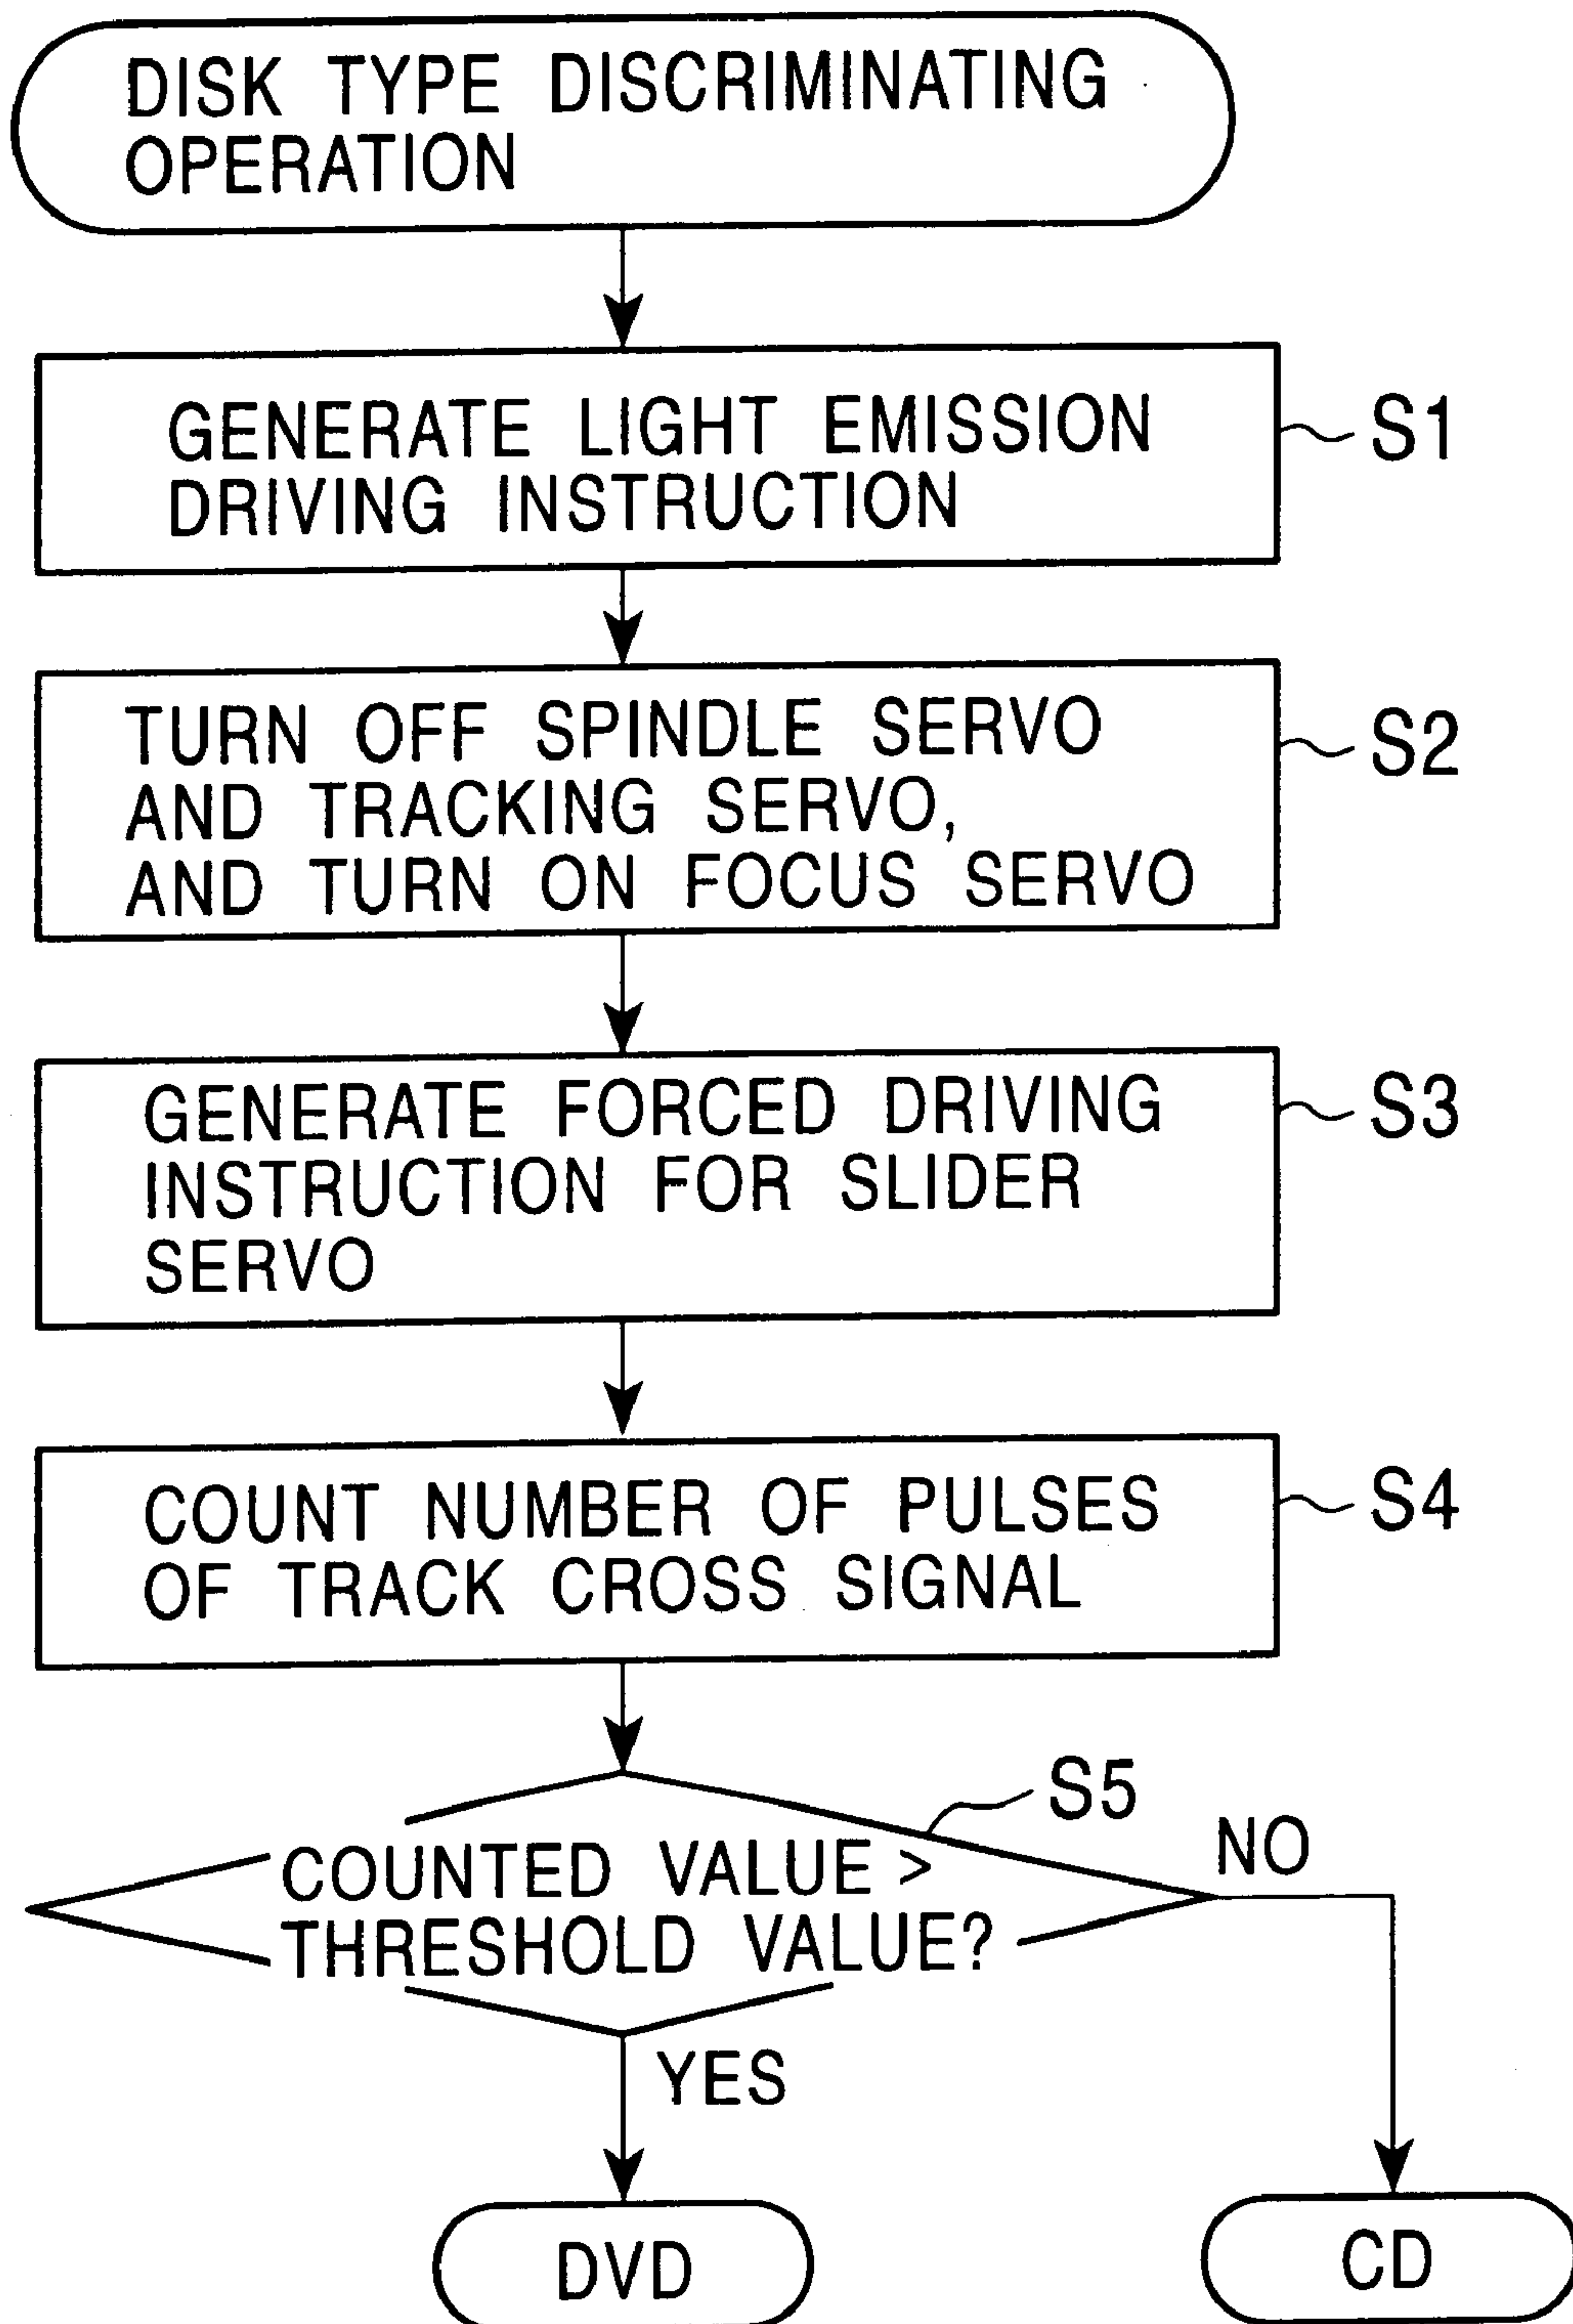 DISK TYPE DISCRIMINATING
OPERATION
GENERATE LIGHT EMISSION
DRIVING INSTRUCTION
S1
TURN OFF SPINDLE SERVO
AND TRACKING SERVO,
AND TURN ON FOCUS SERVO
S2
GENERATE FORCED DRIVING
INSTRUCTION FOR SLIDER
SERVO
S3
COUNT NUMBER OF PULSES
OF TRACK CROSS SIGNAL
S4
S5
COUNTED VALUE >
THRESHOLD VALUE?
NO
YES
DVD
CD